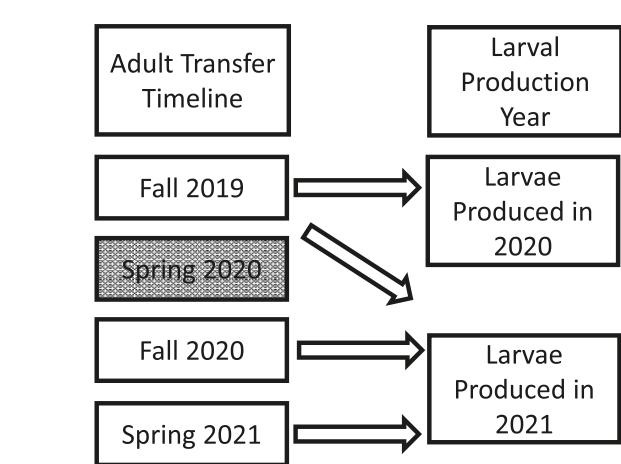 Adult Transfer
Timeline
Larval
Production
Year
Fall 2019
Larvae
Produced in
2020
Spring 2020
Fall 2020
Larvae
Produced in
2021
Spring 2021